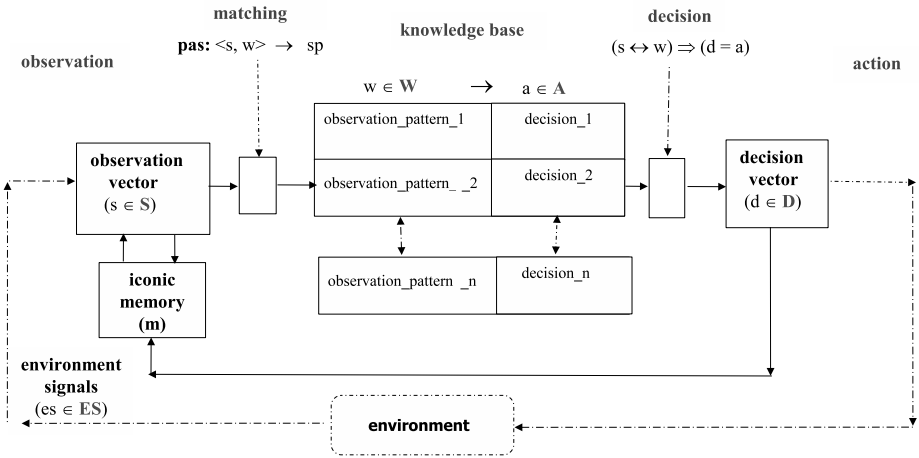 matching
decision
knowledge base
pas: <s, w> → sp
(s ↔ w) ⇒ (d = a)
observation
action
w ∈ W → a ∈ A
observation_pattern_1
decision_1
observation
vector
(s ∈ S)
observation_pattern_ _2
decision_2
decision
vector
(d ∈ D)
iconic
memory
(m)
observation_pattern _n
decision_n
environment
signals
(es ∈ ES)
environment